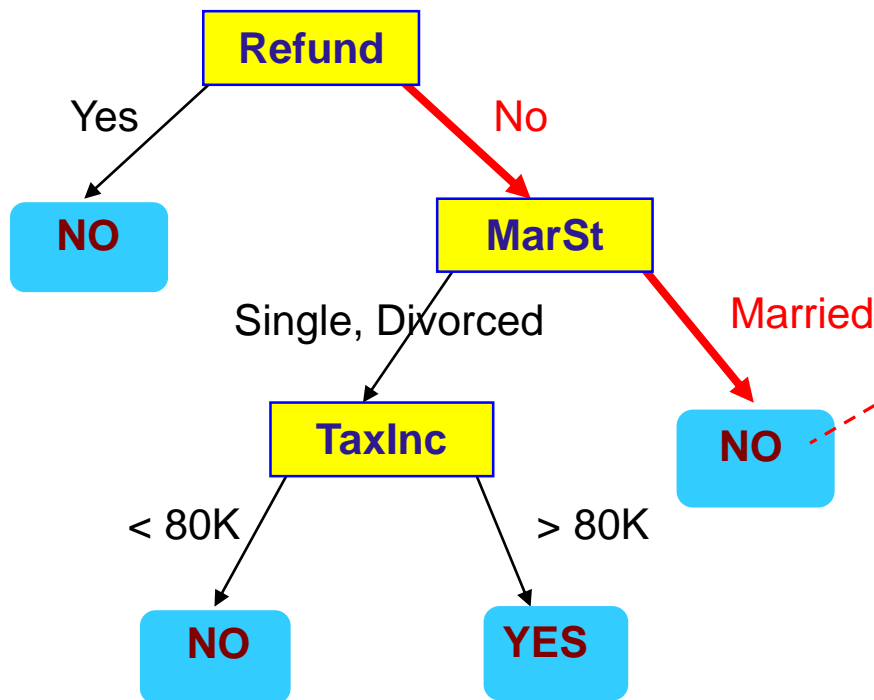 Refund
Yes
No
NO
MarSt
Single, Divorced
Married
TaxInc
NO
< 80K
> 80K
NO
YES